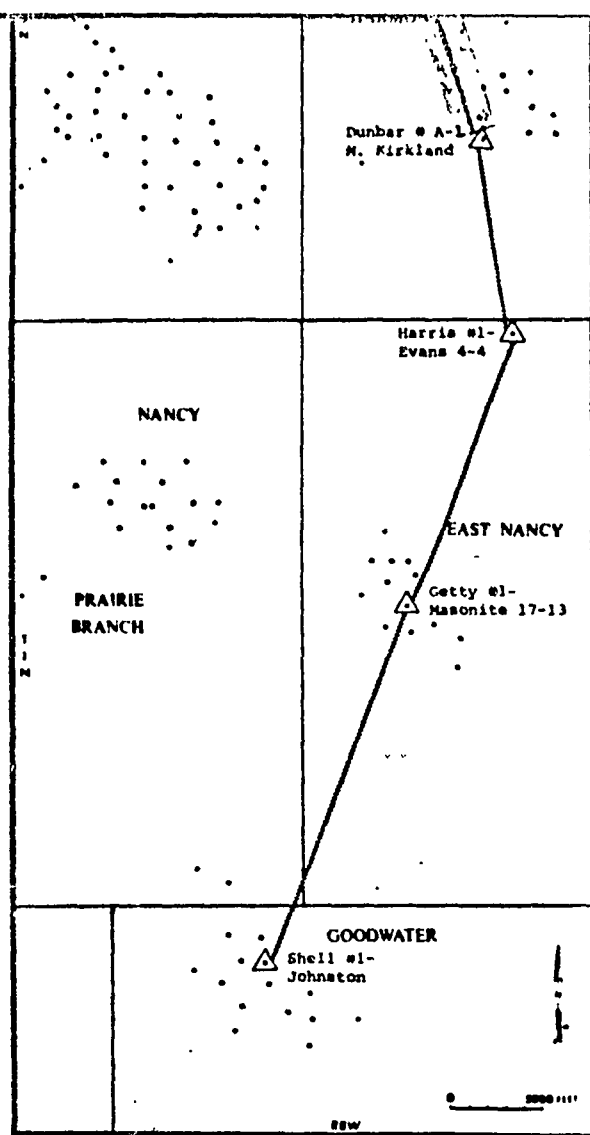 N
Dunbar # A-1
M. Kirkland
Harris #1-
Evans 4-4
NANCY
EAST NANCY
Getty #1-
Masonite 17-13
PRAIRIE
BRANCH
T
1
N
GOODWATER
Shell #1-
Johnston
0
R8W